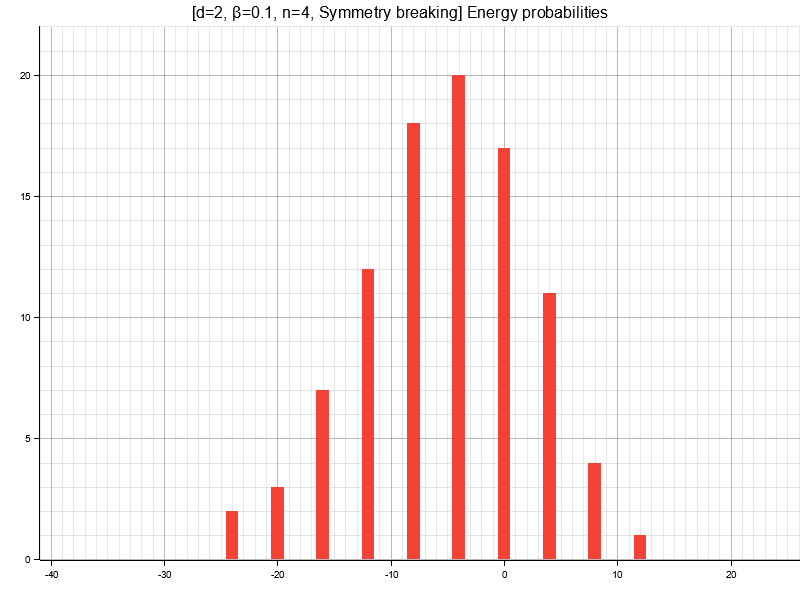 [d=2, β=0.1, n=4, Symmetry breaking] Energy probabilities
20
15
10
5
0
-40 -30 -20 -10 0 10 20